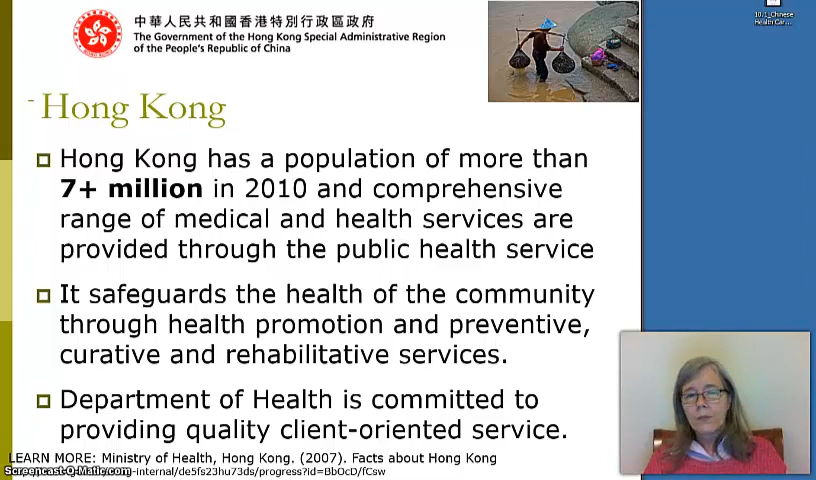 中華人民共和國香港特別行政區政府
The Government of the Hong Kong Special Administrative Region
of the People's Republic of China
10.1_Chinese
Health Car...
- Hong Kong
Hong Kong has a population of more than
7+ million in 2010 and comprehensive
range of medical and health services are
provided through the public health service
It safeguards the health of the community
through health promotion and preventive,
curative and rehabilitative services.
Department of Health is committed to
providing quality client-oriented service.
LEARN MORE: Ministry of Health, Hong Kong. (2007). Facts about Hong Kong
Screencast-O-Matic.com -internal/de5fs23hu73ds/progress?id=BbOcD/fCsw